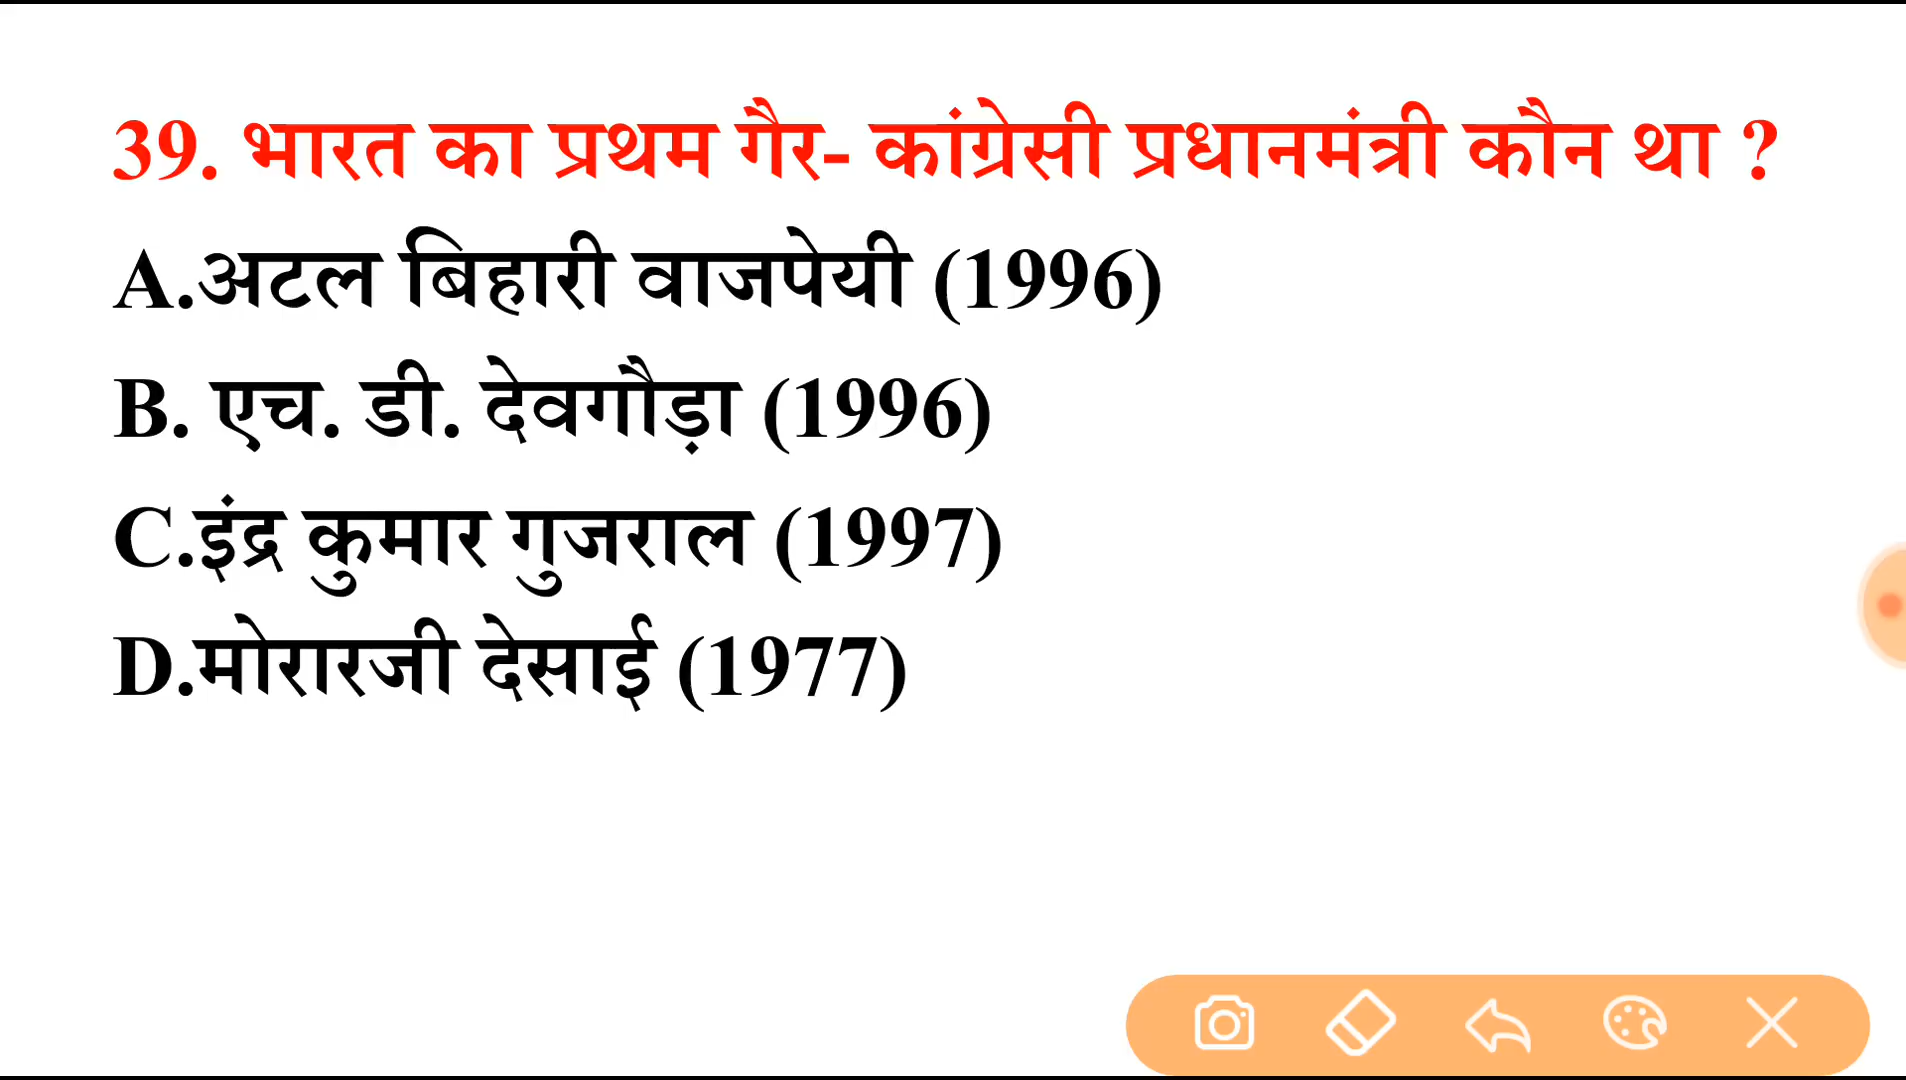 39. भारत का प्रथम गैर- कांग्रेसी प्रधानमंत्री कौन था ?
A.अटल बिहारी वाजपेयी (1996)
B. एच. डी. देवगौड़ा (1996)
C.इंद्र कुमार गुजराल (1997)
D.मोरारजी देसाई (1977)